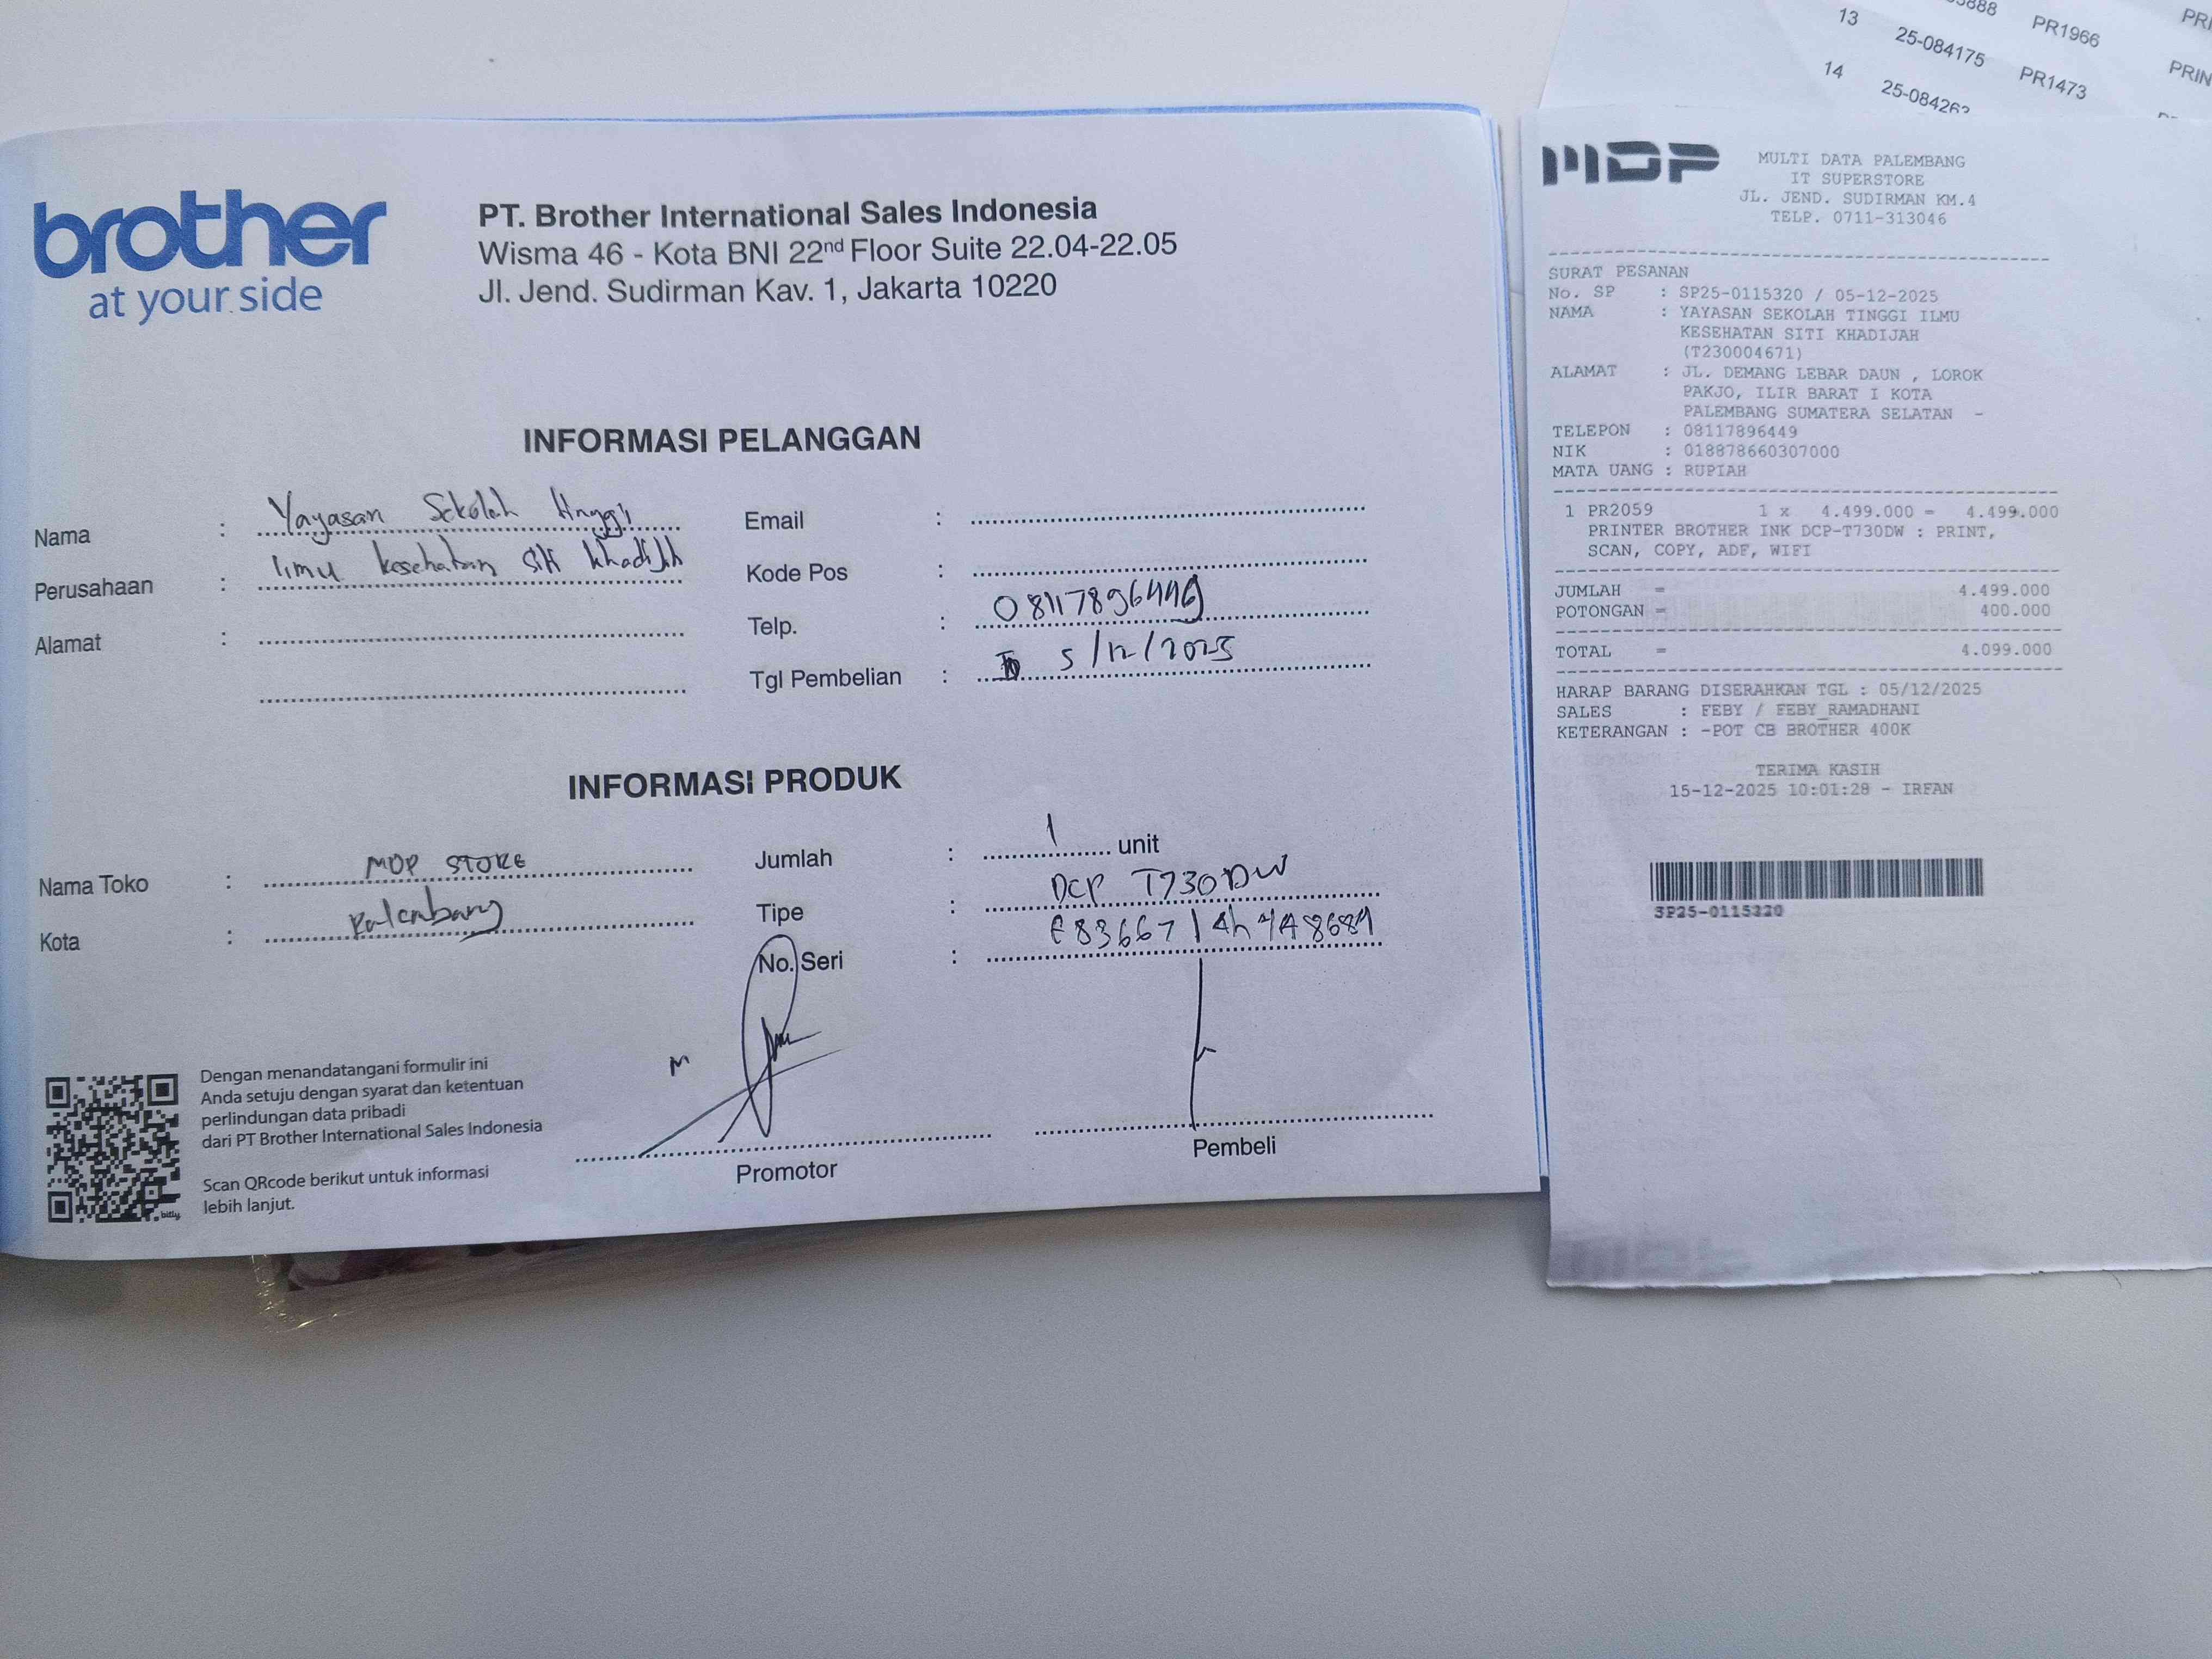 brother
at your side
PT. Brother International Sales Indonesia
Wisma 46 - Kota BNI 22nd Floor Suite 22.04-22.05
Jl. Jend. Sudirman Kav. 1, Jakarta 10220
INFORMASI PELANGGAN
Nama : Yayasan Sekolah tinggi
Perusahaan : Ilmu kesehatan siti khadijah
Alamat :
Email :
Kode Pos :
Telp. : 08117896449
Tgl Pembelian : 5/12/2025
INFORMASI PRODUK
Nama Toko : MDP STORE
Kota : Palembang
Jumlah : 1 unit
Tipe : DCP T730DW
No. Seri :
Dengan menandatangani formulir ini
Anda setuju dengan syarat dan ketentuan
perlindungan data pribadi
dari PT Brother International Sales Indonesia
Scan QRcode berikut untuk informasi
lebih lanjut.
bitly
Promotor
Pembeli
13 25-084175 PR1966
14 PR1473
MDP
MULTI DATA PALEMBANG
IT SUPERSTORE
JL. JEND. SUDIRMAN KM.4
TELP. 0711-313046
SURAT PESANAN
No. SP : SP25-0115320 / 05-12-2025
NAMA : YAYASAN SEKOLAH TINGGI ILMU
KESEHATAN SITI KHADIJAH
(T230004671)
ALAMAT : JL. DEMANG LEBAR DAUN , LOROK
PAKJO, ILIR BARAT I KOTA
PALEMBANG SUMATERA SELATAN -
TELEPON : 08117896449
NIK : 018878660307000
MATA UANG : RUPIAH
1 PR2059 1 x 4.499.000 = 4.499.000
PRINTER BROTHER INK DCP-T730DW : PRINT,
SCAN, COPY, ADF, WIFI
JUMLAH = 4.499.000
POTONGAN = 400.000
TOTAL = 4.099.000
HARAP BARANG DISERAHKAN TGL : 05/12/2025
SALES : FEBY / FEBY_RAMADHANI
KETERANGAN : -POT CB BROTHER 400K
TERIMA KASIH
15-12-2025 10:01:28 - IRFAN
SP25-0115320